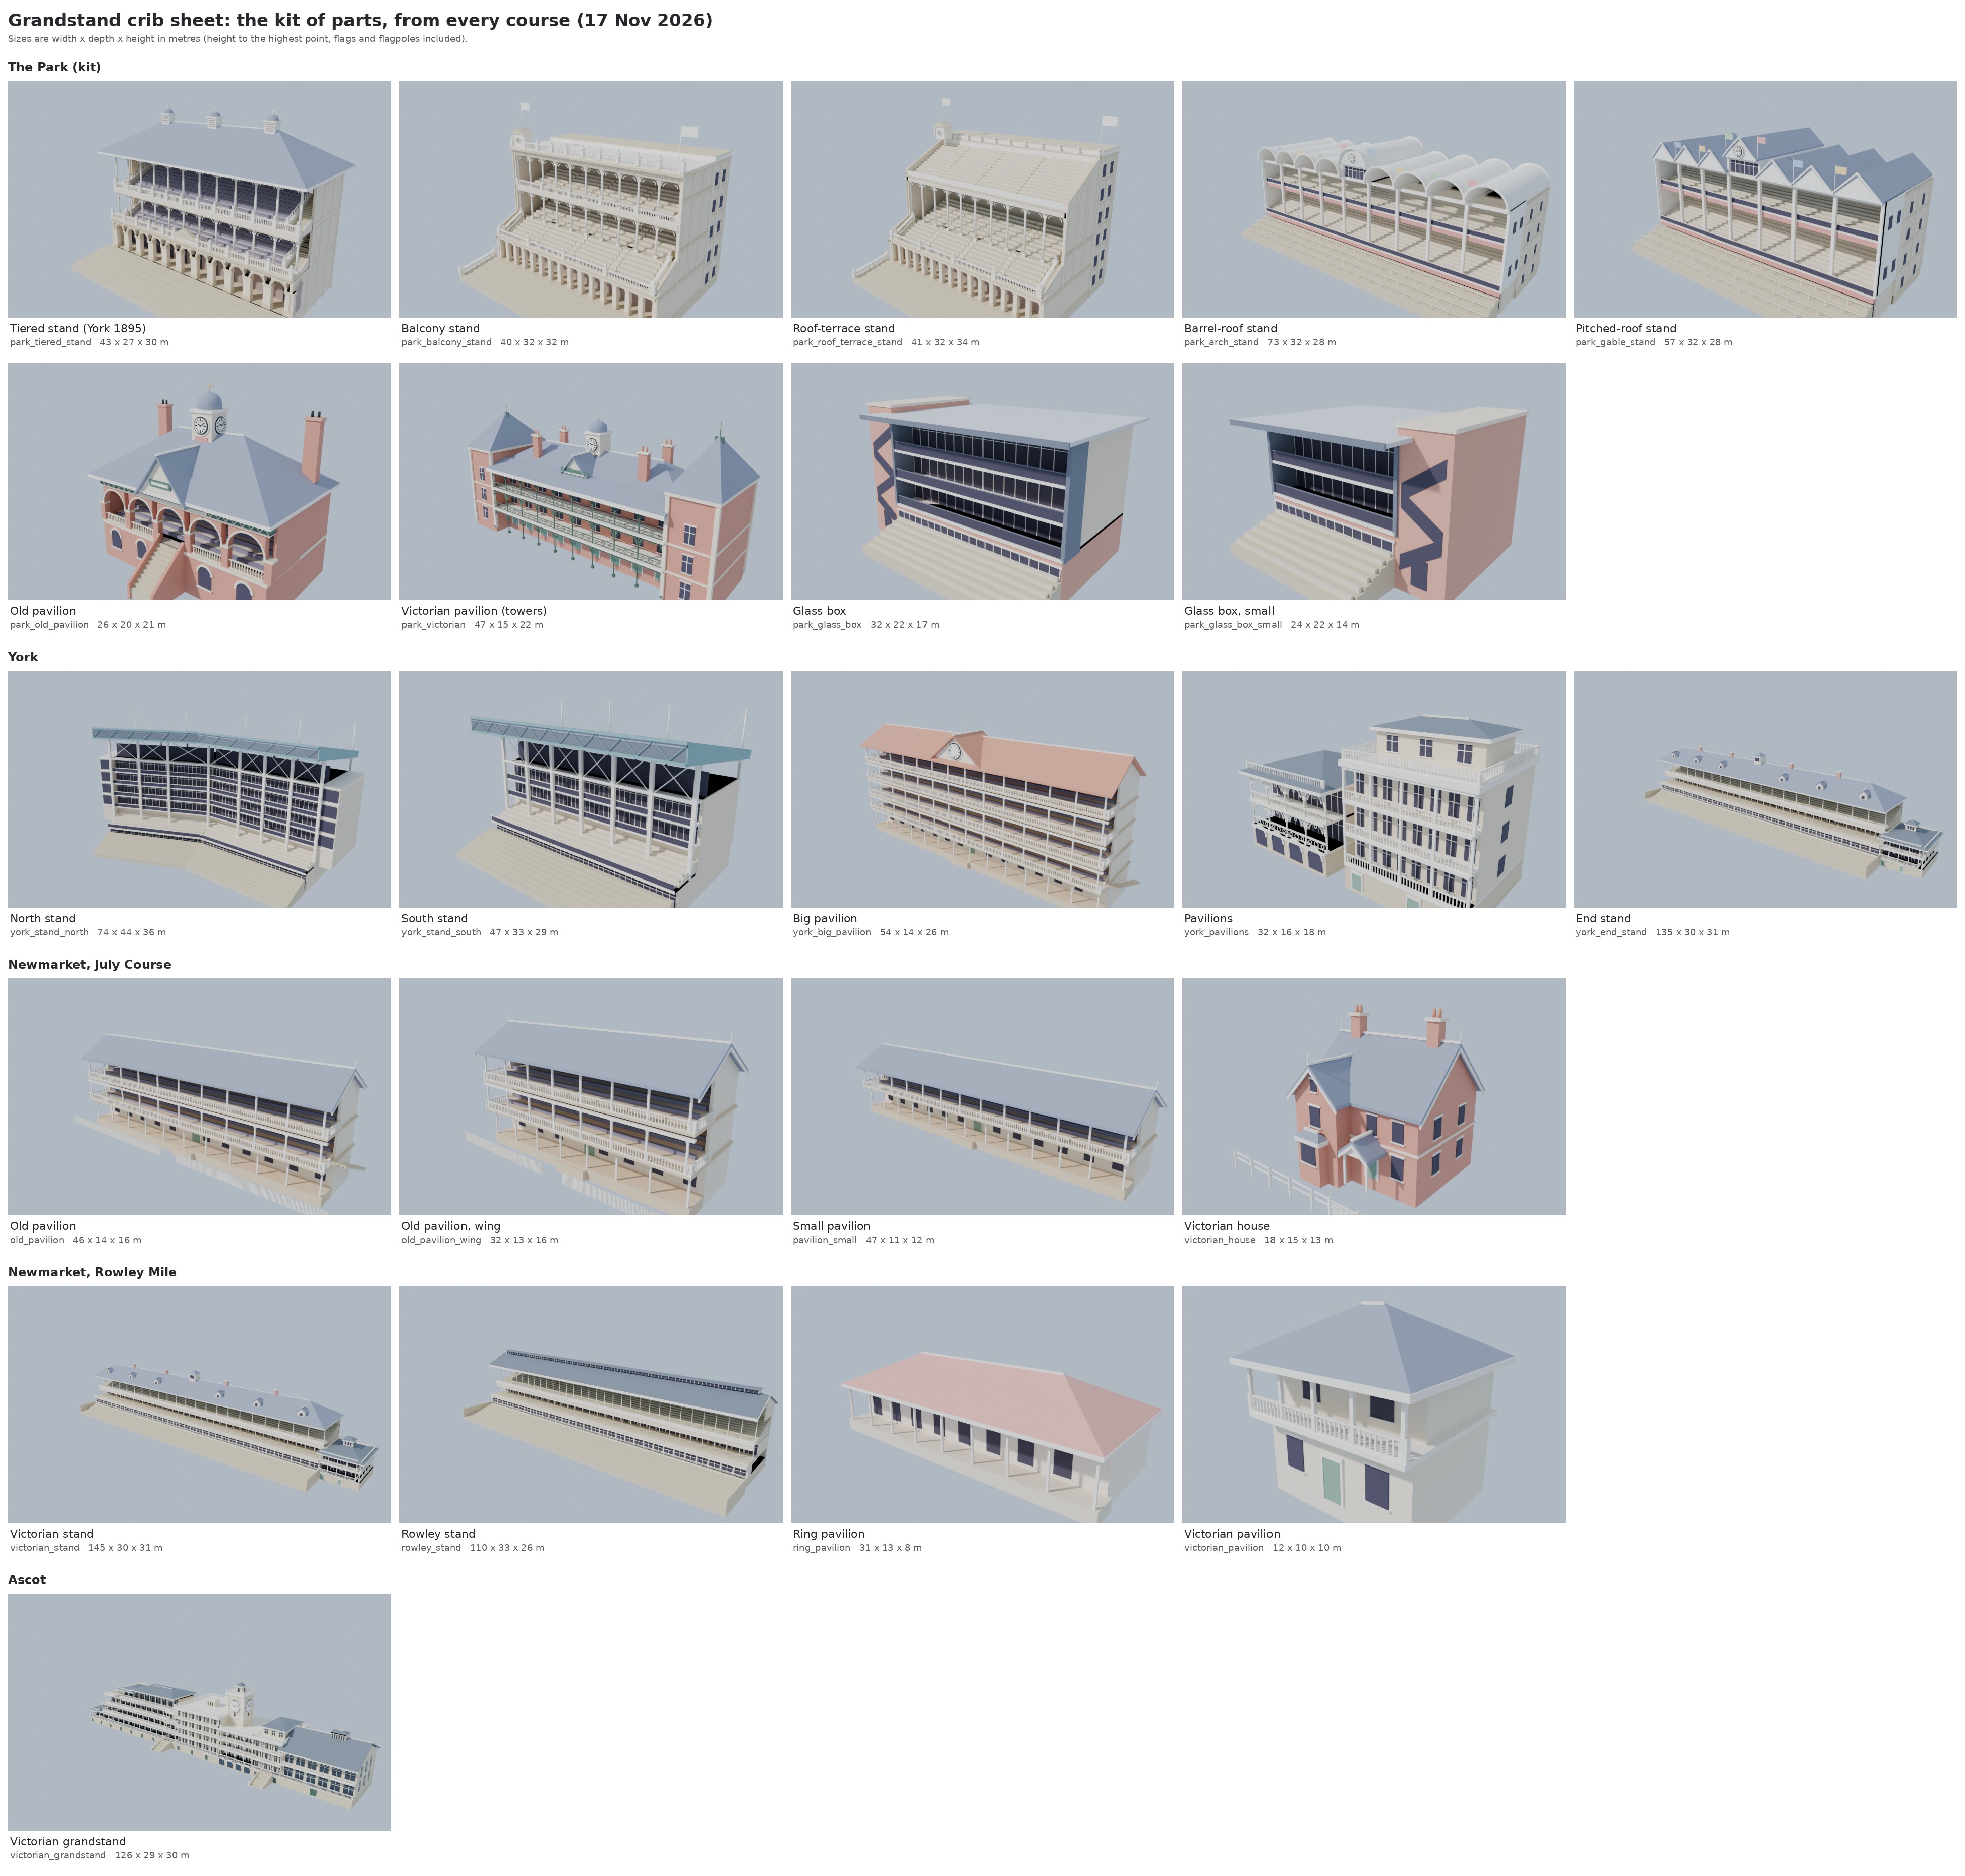 Grandstand crib sheet: the kit of parts, from every course (17 Nov 2026)
Sizes are width x depth x height in metres (height to the highest point, flags and flagpoles included).
The Park (kit)
Tiered stand (York 1895)
park_tiered_stand 43 x 27 x 30 m
Balcony stand
park_balcony_stand 40 x 32 x 32 m
Roof-terrace stand
park_roof_terrace_stand 41 x 32 x 34 m
Barrel-roof stand
park_arch_stand 73 x 32 x 28 m
Pitched-roof stand
park_gable_stand 57 x 32 x 28 m
Old pavilion
park_old_pavilion 26 x 20 x 21 m
Victorian pavilion (towers)
park_victorian 47 x 15 x 22 m
Glass box
park_glass_box 32 x 22 x 17 m
Glass box, small
park_glass_box_small 24 x 22 x 14 m
York
North stand
york_stand_north 74 x 44 x 36 m
South stand
york_stand_south 47 x 33 x 29 m
Big pavilion
york_big_pavilion 54 x 14 x 26 m
Pavilions
york_pavilions 32 x 16 x 18 m
End stand
york_end_stand 135 x 30 x 31 m
Newmarket, July Course
Old pavilion
old_pavilion 46 x 14 x 16 m
Old pavilion, wing
old_pavilion_wing 32 x 13 x 16 m
Small pavilion
pavilion_small 47 x 11 x 12 m
Victorian house
victorian_house 18 x 15 x 13 m
Newmarket, Rowley Mile
Victorian stand
victorian_stand 145 x 30 x 31 m
Rowley stand
rowley_stand 110 x 33 x 26 m
Ring pavilion
ring_pavilion 31 x 13 x 8 m
Victorian pavilion
victorian_pavilion 12 x 10 x 10 m
Ascot
Victorian grandstand
victorian_grandstand 126 x 29 x 30 m